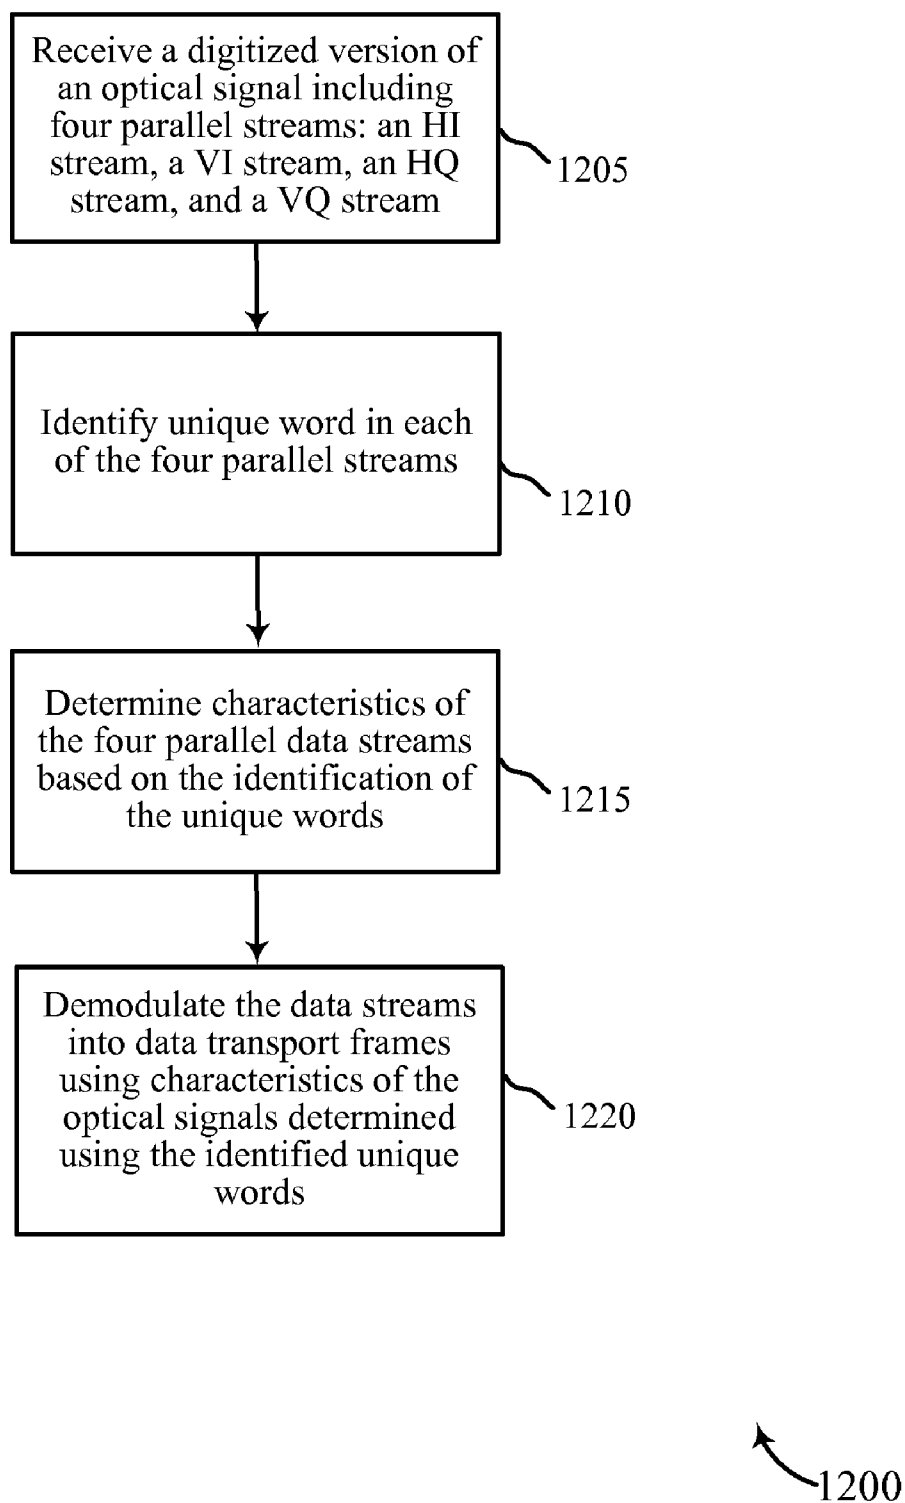 Receive a digitized version of
an optical signal including
four parallel streams: an HI
stream, a VI stream, an HQ
stream, and a VQ stream
1205
Identify unique word in each
of the four parallel streams
1210
Determine characteristics of
the four parallel data streams
based on the identification of
the unique words
1215
Demodulate the data streams
into data transport frames
using characteristics of the
optical signals determined
using the identified unique
words
1220
1200